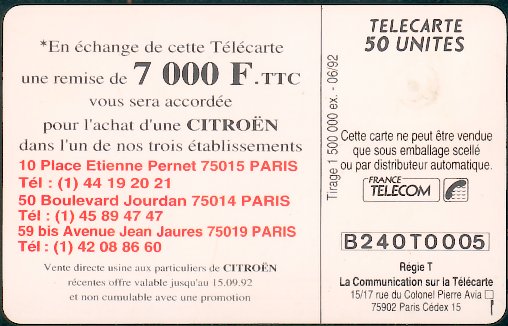 *En échange de cette Télécarte
une remise de 7 000 F.TTC
vous sera accordée
pour l'achat d'une CITROËN
dans l'un de nos trois établissements
10 Place Etienne Pernet 75015 PARIS
Tél : (1) 44 19 20 21
50 Boulevard Jourdan 75014 PARIS
Tél : (1) 45 89 47 47
59 bis Avenue Jean Jaures 75019 PARIS
Tél : (1) 42 08 86 60
Vente directe usine aux particuliers de CITROËN
récentes offre valable jusqu'au 15.09.92
et non cumulable avec une promotion
Tirage 1 500 000 ex. - 06/92
TELECARTE
50 UNITES
Cette carte ne peut être vendue
que sous emballage scellé
ou par distributeur automatique.
FRANCE
TELECOM
B240T0005
Régie T
La Communication sur la Télécarte
15/17 rue du Colonel Pierre Avia
75902 Paris Cédex 15